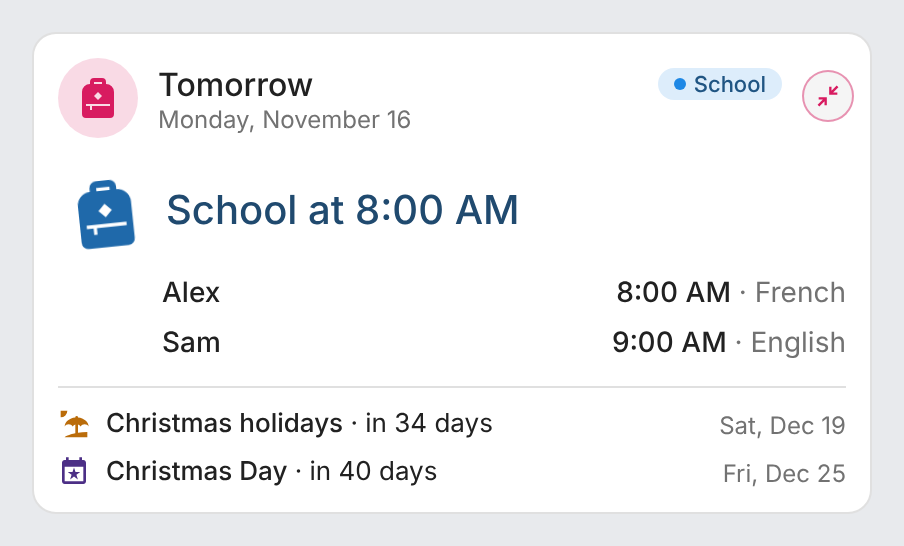 Tomorrow
School
Monday, November 16
School at 8:00 AM
Alex 8:00 AM · French
Sam 9:00 AM · English
Christmas holidays · in 34 days Sat, Dec 19
Christmas Day · in 40 days Fri, Dec 25